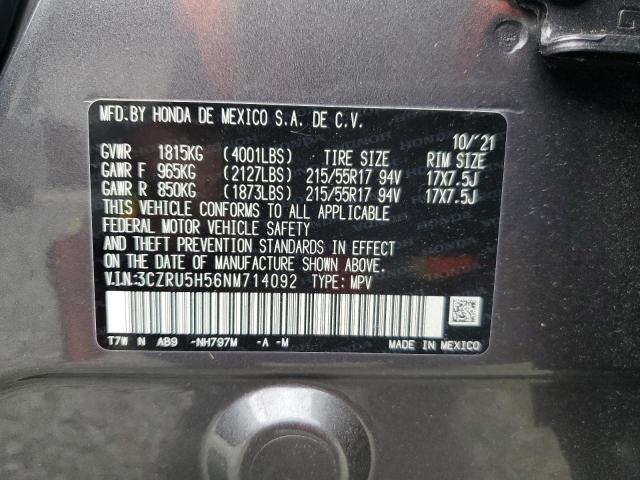 MFD.BY HONDA DE MEXICO S.A. DE C.V.
10/'21
GVWR 1815KG (4001LBS) TIRE SIZE RIM SIZE
GAWR F 965KG (2127LBS) 215/55R17 94V 17X7.5J
GAWR R 850KG (1873LBS) 215/55R17 94V 17X7.5J
THIS VEHICLE CONFORMS TO ALL APPLICABLE
FEDERAL MOTOR VEHICLE SAFETY
AND THEFT PREVENTION STANDARDS IN EFFECT
ON THE DATE OF MANUFACTURE SHOWN ABOVE.
V.I.N:3CZRU5H56NM714092 TYPE: MPV
T7W N AB9 -NH797M -A -M MADE IN MEXICO